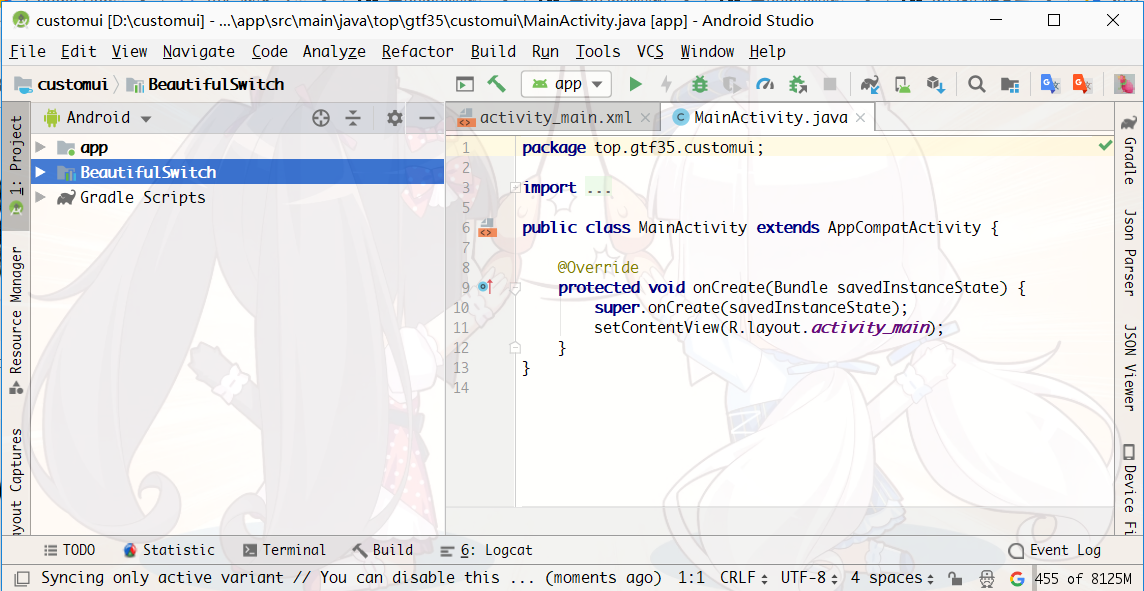 customui [D:\customui] - ...\app\src\main\java\top\gtf35\customui\MainActivity.java [app] - Android Studio
File Edit View Navigate Code Analyze Refactor Build Run Tools VCS Window Help
customui BeautifulSwitch app
1: Project
Resource Manager
Layout Captures
Android
app
BeautifulSwitch
Gradle Scripts
activity_main.xml MainActivity.java
1 package top.gtf35.customui;
2
3 import ...
5
6 public class MainActivity extends AppCompatActivity {
7
8 @Override
9 protected void onCreate(Bundle savedInstanceState) {
10 super.onCreate(savedInstanceState);
11 setContentView(R.layout.activity_main);
12 }
13 }
14
Gradle
Json Parser
JSON Viewer
Device Fi
TODO Statistic Terminal Build 6: Logcat Event Log
Syncing only active variant // You can disable this ... (moments ago) 1:1 CRLF UTF-8 4 spaces 455 of 8125M